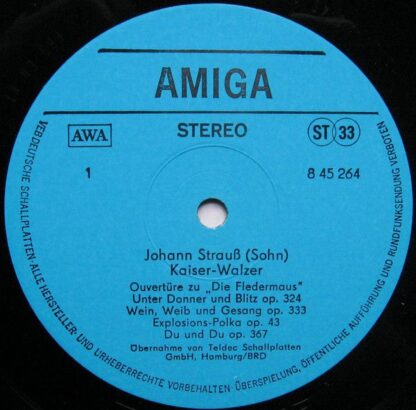 AMIGA
AWA
STEREO
ST 33
1
8 45 264
Johann Strauß (Sohn)
Kaiser-Walzer
Ouvertüre zu „Die Fledermaus"
Unter Donner und Blitz op. 324
Wein, Weib und Gesang op. 333
Explosions-Polka op. 43
Du und Du op. 367
Übernahme von Teldec Schallplatten
GmbH, Hamburg/BRD
VEB DEUTSCHE SCHALLPLATTEN · ALLE HERSTELLER- UND URHEBERRECHTE VORBEHALTEN ÜBERSPIELUNG, ÖFFENTLICHE AUFFÜHRUNG UND RUNDFUNKSENDUNG VERBOTEN